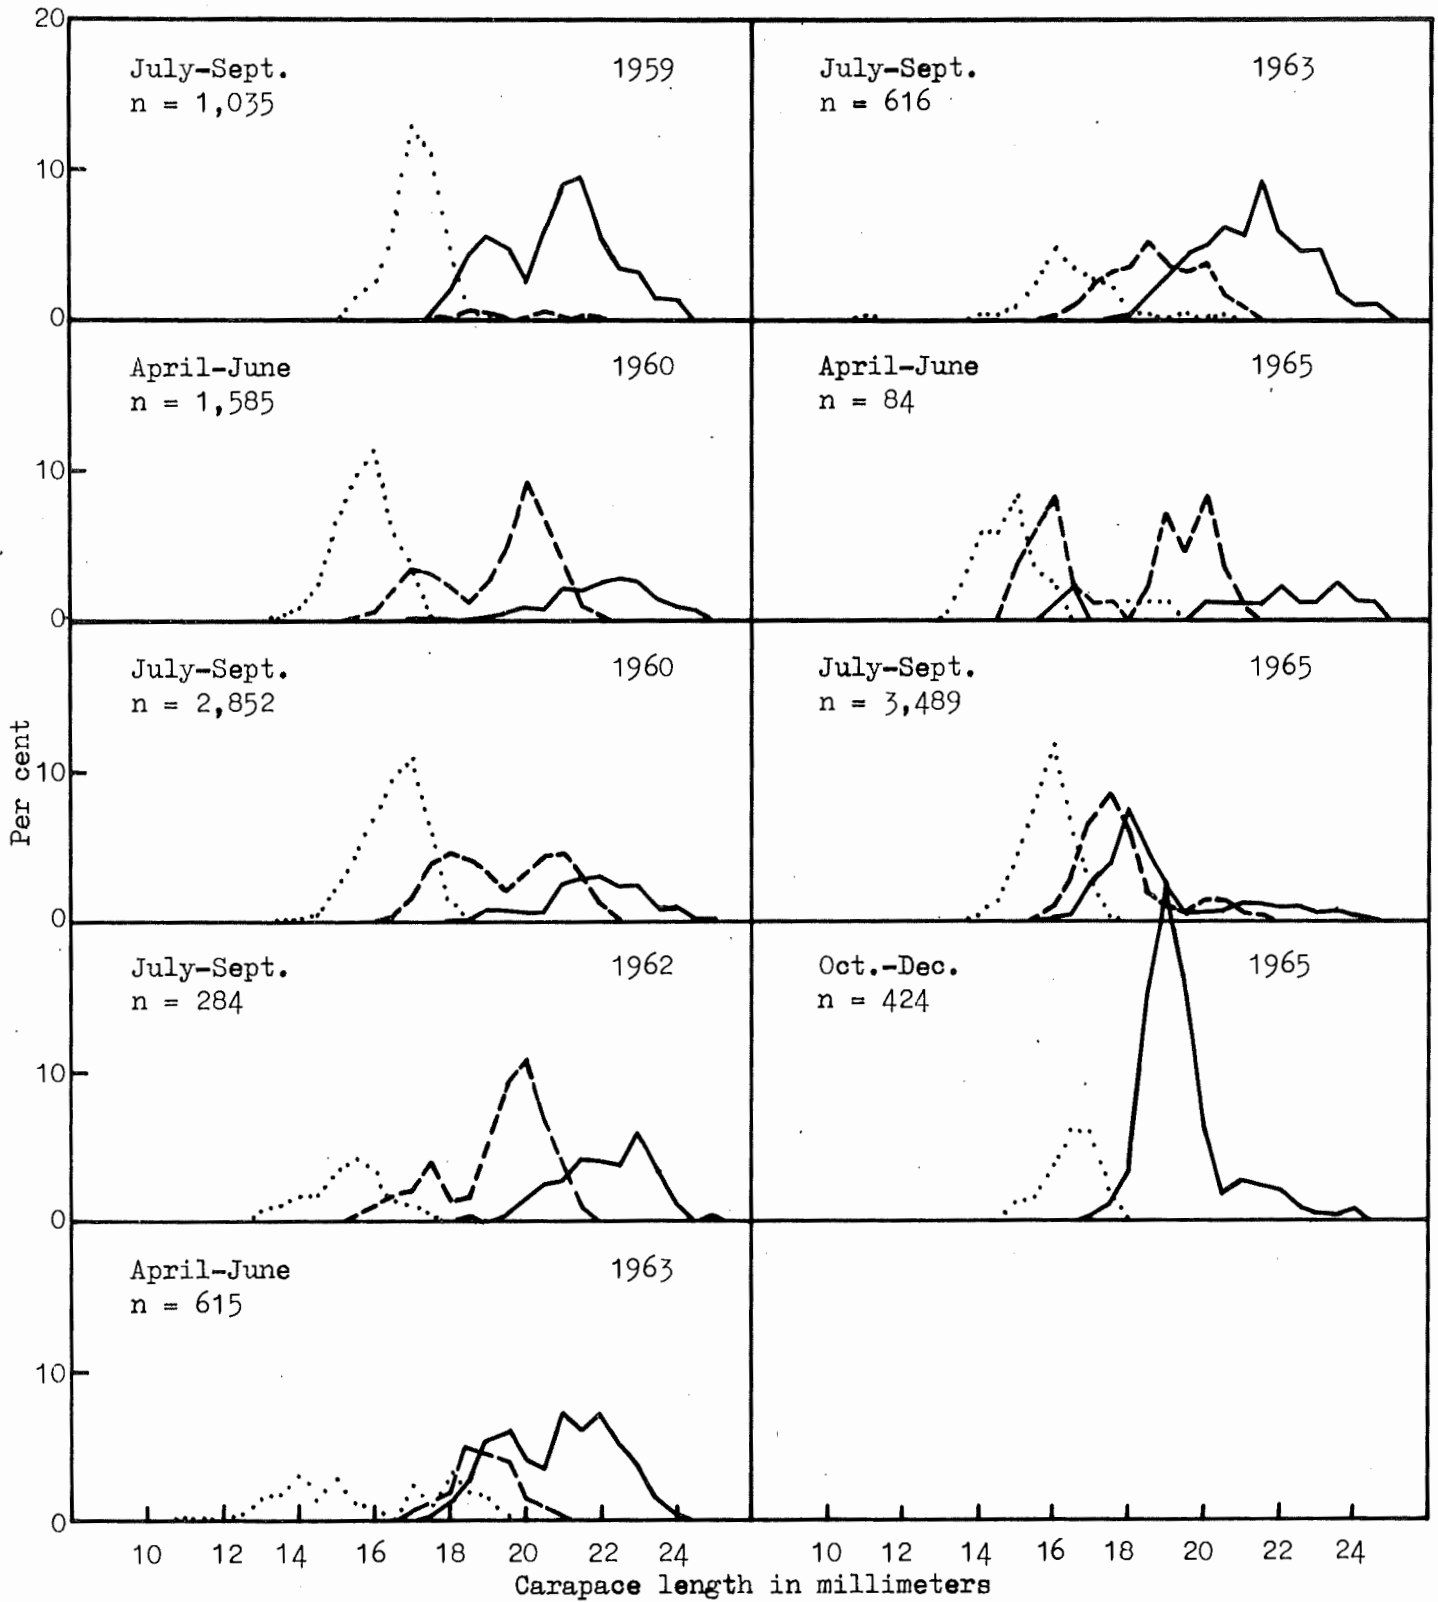 20
July-Sept. 1959
n = 1,035
10
0
July-Sept. 1963
n = 616
April-June 1960
n = 1,585
10
0
April-June 1965
n = 84
July-Sept. 1960
n = 2,852
10
0
July-Sept. 1965
n = 3,489
July-Sept. 1962
n = 284
10
0
Oct.-Dec. 1965
n = 424
April-June 1963
n = 615
10
0
Per cent
10 12 14 16 18 20 22 24
10 12 14 16 18 20 22 24
Carapace length in millimeters